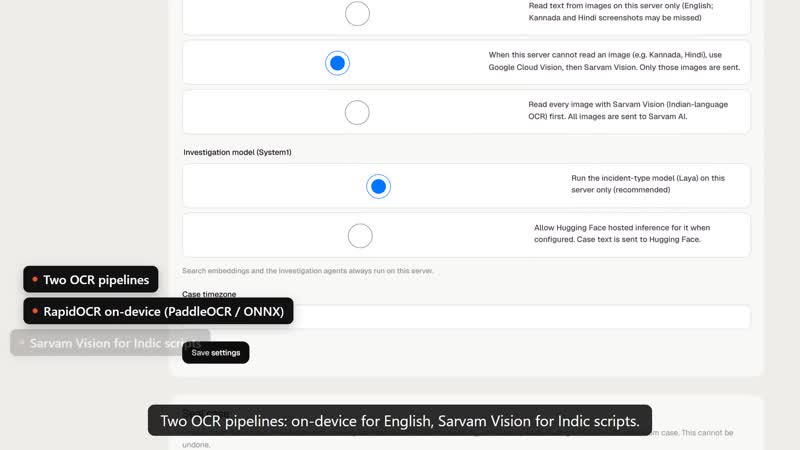 Read text from images on this server only (English;
Kannada and Hindi screenshots may be missed)
When this server cannot read an image (e.g. Kannada, Hindi), use
Google Cloud Vision, then Sarvam Vision. Only those images are sent.
Read every image with Sarvam Vision (Indian-language
OCR) first. All images are sent to Sarvam AI.
Investigation model (System1)
Run the incident-type model (Laya) on this
server only (recommended)
Allow Hugging Face hosted inference for it when
configured. Case text is sent to Hugging Face.
Search embeddings and the investigation agents always run on this server.
Two OCR pipelines
Case timezone
RapidOCR on-device (PaddleOCR / ONNX)
Sarvam Vision for Indic scripts
Save settings
Two OCR pipelines: on-device for English, Sarvam Vision for Indic scripts.
case. This cannot be
undone.